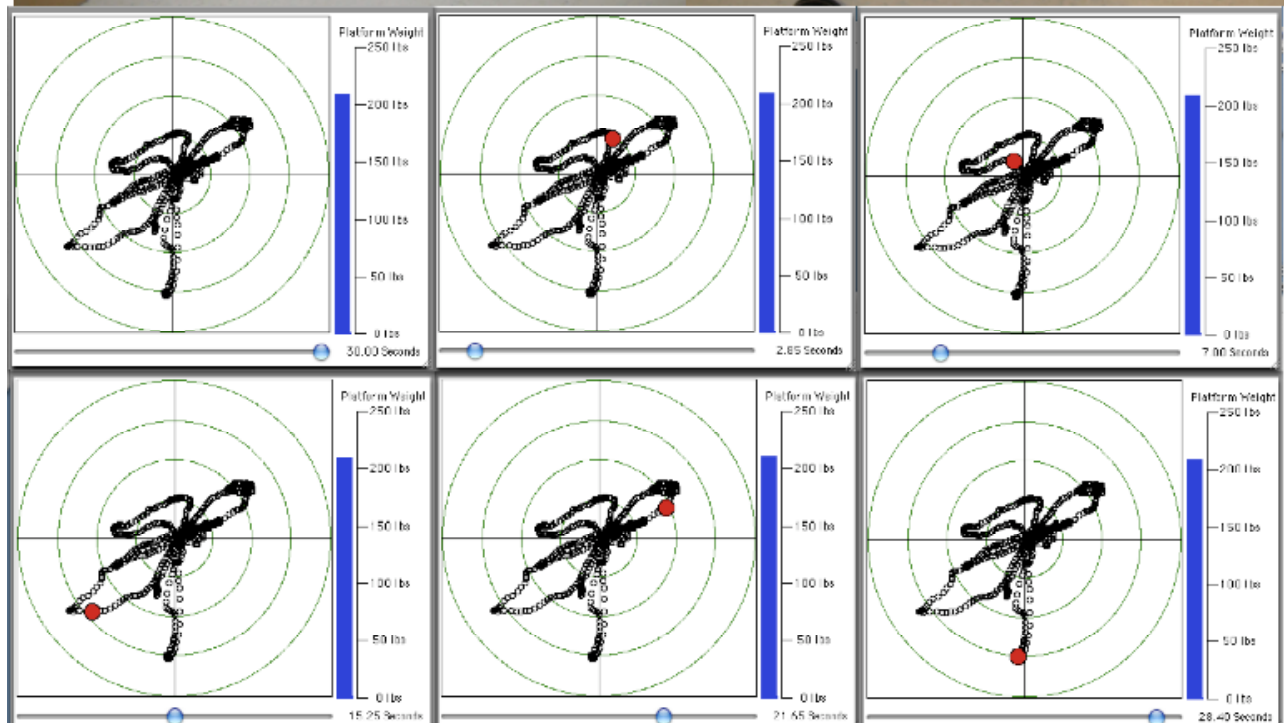 Platform Weight
250 lbs
200 lbs
150 lbs
100 lbs
50 lbs
0 lbs
30.00 Seconds
Platform Weight
250 lbs
200 lbs
150 lbs
100 lbs
50 lbs
0 lbs
2.85 Seconds
Platform Weight
250 lbs
200 lbs
150 lbs
100 lbs
50 lbs
0 lbs
7.00 Seconds
Platform Weight
250 lbs
200 lbs
150 lbs
100 lbs
50 lbs
0 lbs
15.25 Seconds
Platform Weight
250 lbs
200 lbs
150 lbs
100 lbs
50 lbs
0 lbs
21.65 Seconds
Platform Weight
250 lbs
200 lbs
150 lbs
100 lbs
50 lbs
0 lbs
28.40 Seconds